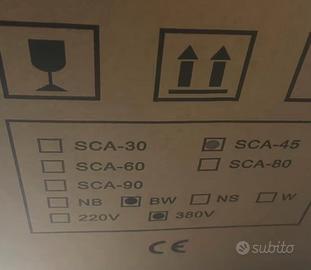 SCA-30 SCA-45
SCA-60 SCA-80
SCA-90
NB BW NS W
220V 380V
CE
subito